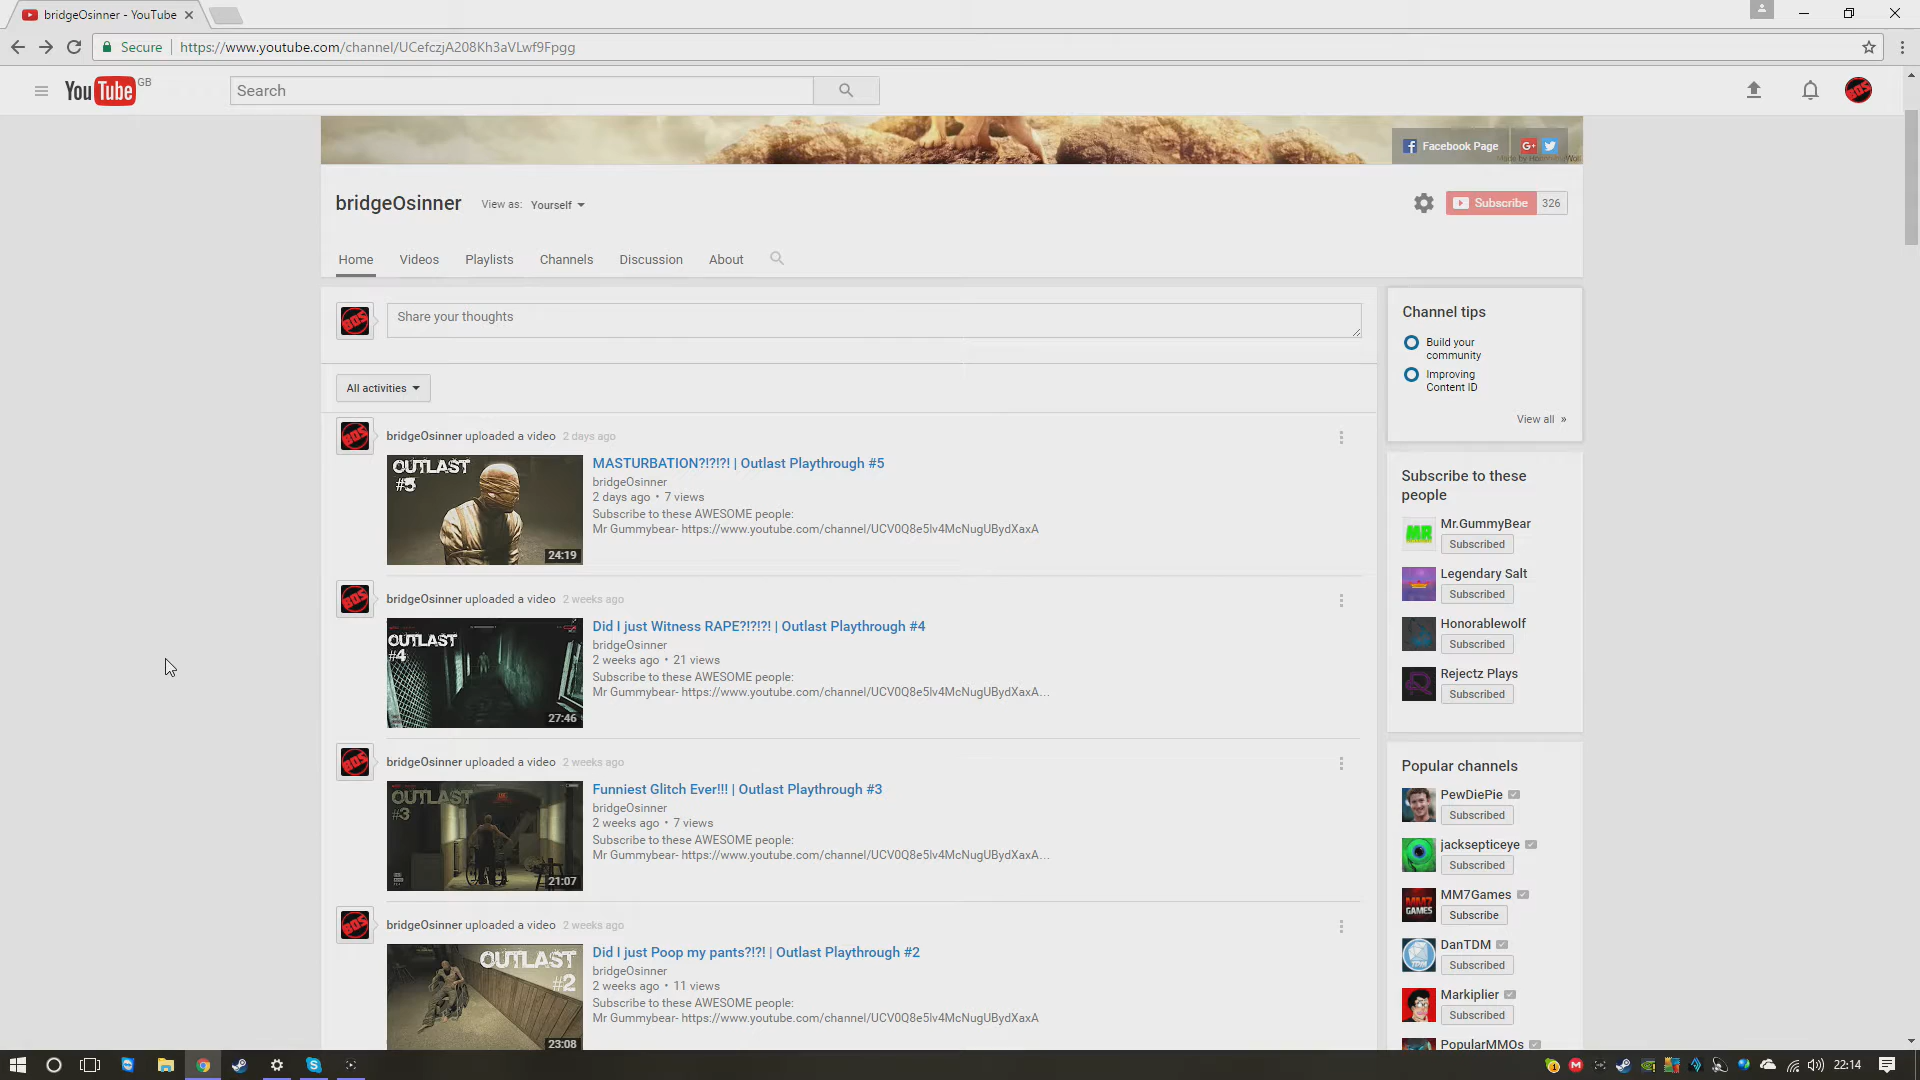 bridgeOsinner - YouTube
Secure
https://www.youtube.com/channel/UCefczjA208Kh3aVLwf9Fpgg
YouTube GB
Search
BOS
Facebook Page
bridgeOsinner
View as: Yourself
Subscribe 326
Home Videos Playlists Channels Discussion About
BOS
Share your thoughts
All activities
BOS
bridgeOsinner uploaded a video 2 days ago
OUTLAST
#5
24:19
MASTURBATION?!?!?! | Outlast Playthrough #5
bridgeOsinner
2 days ago • 7 views
Subscribe to these AWESOME people:
Mr Gummybear- https://www.youtube.com/channel/UCV0Q8e5lv4McNugUBydXaxA
BOS
bridgeOsinner uploaded a video 2 weeks ago
OUTLAST
#4
27:46
Did I just Witness RAPE?!?!?! | Outlast Playthrough #4
bridgeOsinner
2 weeks ago • 21 views
Subscribe to these AWESOME people:
Mr Gummybear- https://www.youtube.com/channel/UCV0Q8e5lv4McNugUBydXaxA...
BOS
bridgeOsinner uploaded a video 2 weeks ago
OUTLAST
#3
21:07
Funniest Glitch Ever!!! | Outlast Playthrough #3
bridgeOsinner
2 weeks ago • 7 views
Subscribe to these AWESOME people:
Mr Gummybear- https://www.youtube.com/channel/UCV0Q8e5lv4McNugUBydXaxA...
BOS
bridgeOsinner uploaded a video 2 weeks ago
OUTLAST
#2
23:08
Did I just Poop my pants?!?! | Outlast Playthrough #2
bridgeOsinner
2 weeks ago • 11 views
Subscribe to these AWESOME people:
Mr Gummybear- https://www.youtube.com/channel/UCV0Q8e5lv4McNugUBydXaxA
Channel tips
Build your
community
Improving
Content ID
View all »
Subscribe to these
people
MR
Mr.GummyBear
Subscribed
Legendary Salt
Subscribed
Honorablewolf
Subscribed
Rejectz Plays
Subscribed
Popular channels
PewDiePie
Subscribed
jacksepticeye
Subscribed
MM7
GAMES
MM7Games
Subscribe
DanTDM
Subscribed
Markiplier
Subscribed
PopularMMOs
22:14